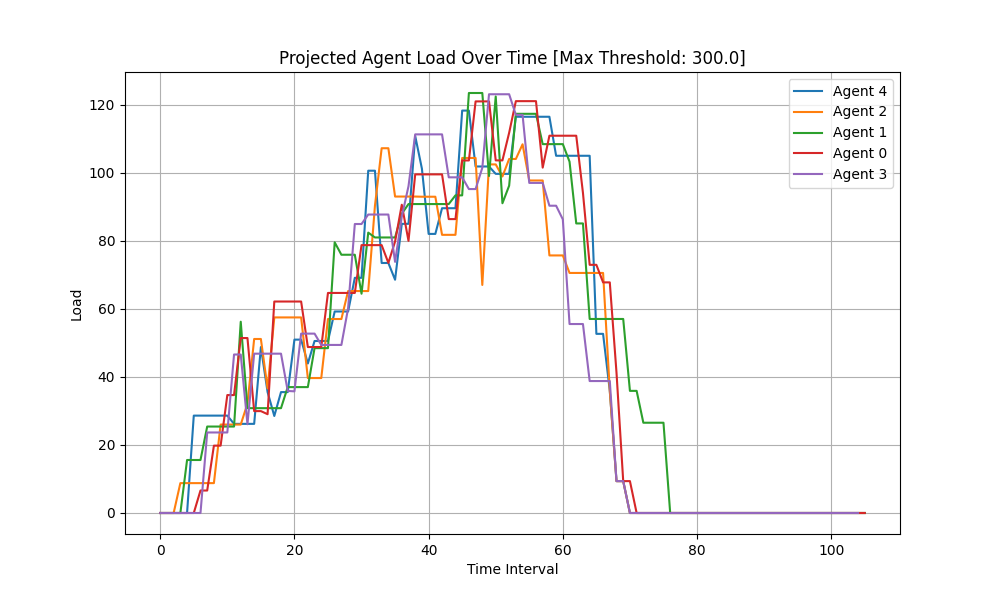 Projected Agent Load Over Time [Max Threshold: 300.0]
Agent 4
Agent 2
Agent 1
Agent 0
Agent 3
Load
120
100
80
60
40
20
0
0 20 40 60 80 100
Time Interval